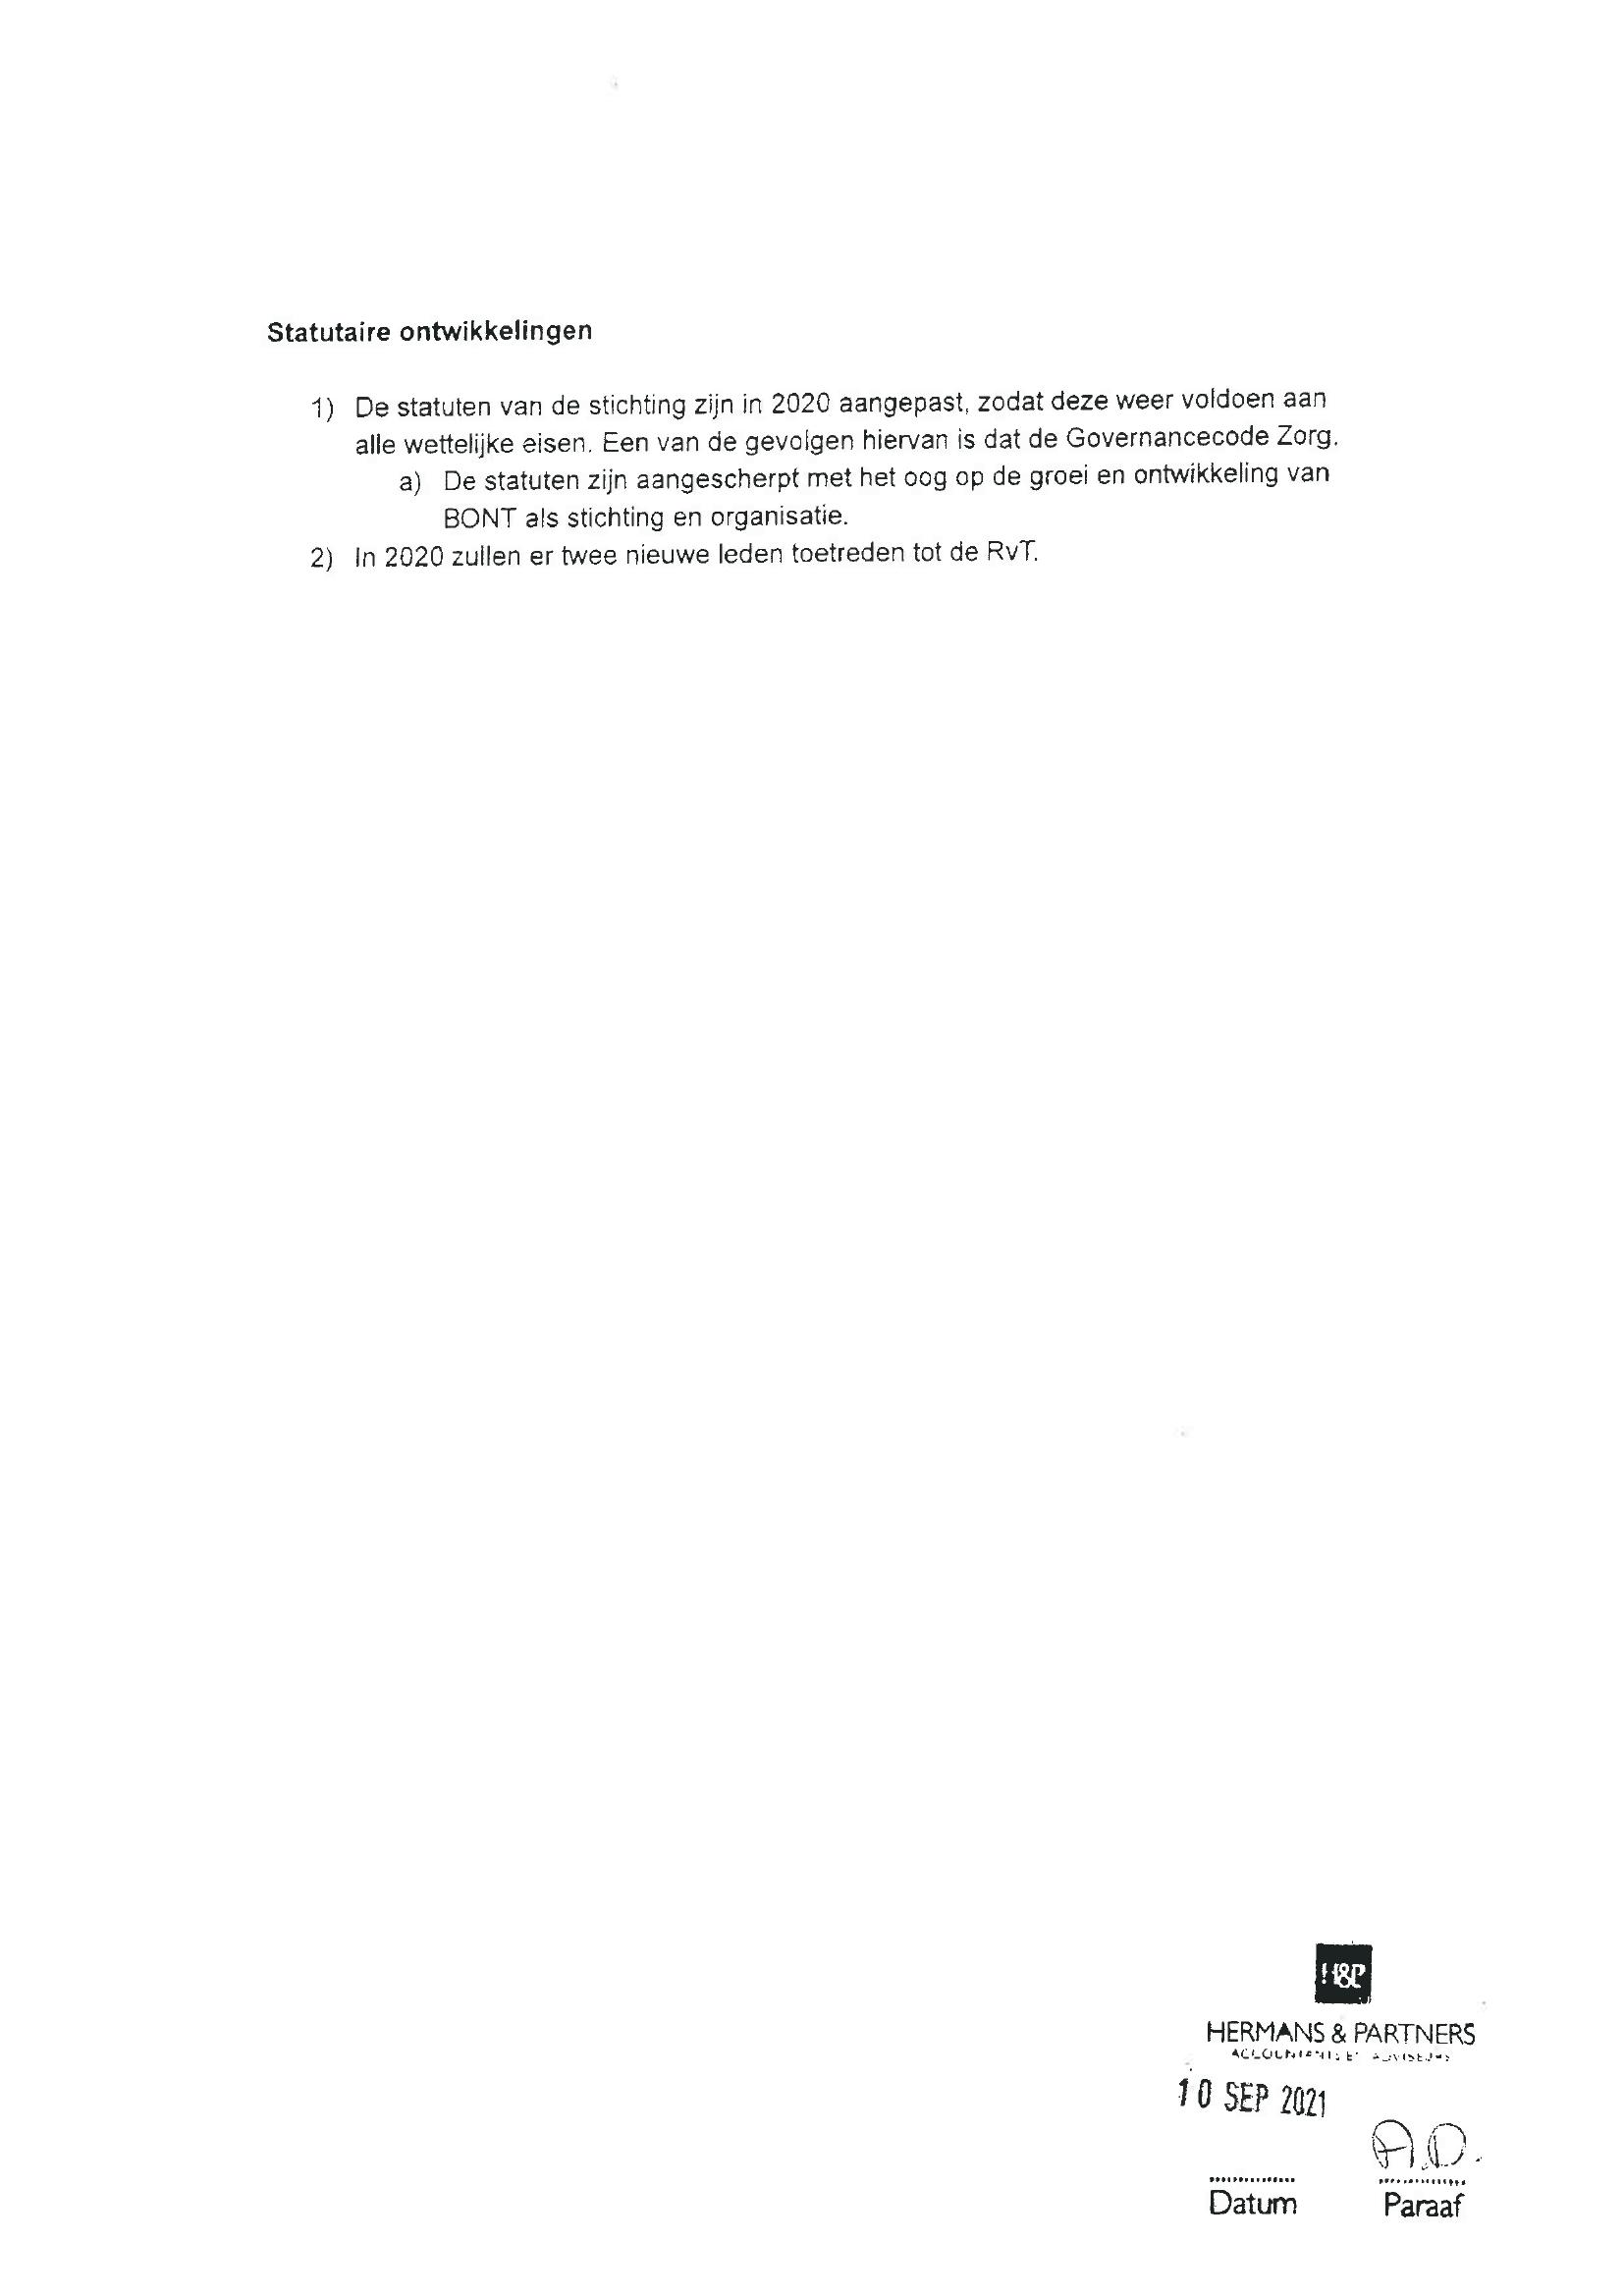 Statutaire ontwikkelingen
1) De statuten van de stichting zijn in 2020 aangepast, zodat deze weer voldoen aan
alle wettelijke eisen. Een van de gevolgen hiervan is dat de Governancecode Zorg.
a) De statuten zijn aangescherpt met het oog op de groei en ontwikkeling van
BONT als stichting en organisatie.
2) In 2020 zullen er twee nieuwe leden toetreden tot de RvT.
H&P
HERMANS & PARTNERS
ACCOUNTANTS EN ADVISEURS
10 SEP 2021
A.D.
Datum Paraaf